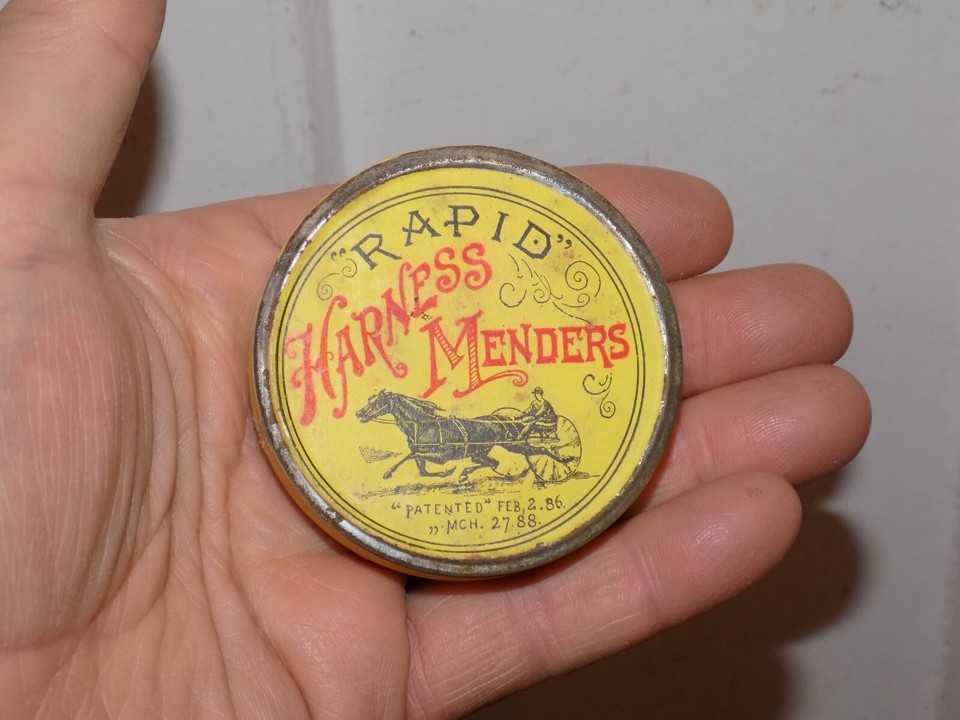 "RAPID"
HARNESS
MENDERS
"PATENTED" FEB, 2. 86.
„ MCH. 27. 88.